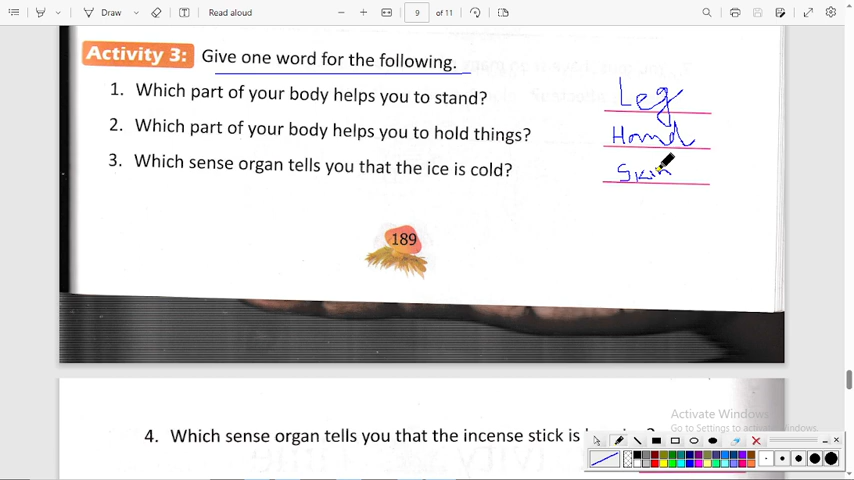 Draw Read aloud 9 of 11
Activity 3: Give one word for the following.
1. Which part of your body helps you to stand? Leg
2. Which part of your body helps you to hold things? Hand
3. Which sense organ tells you that the ice is cold? Skin
189
Activate Windows
Go to Settings to activate Windows.
4. Which sense organ tells you that the incense stick is